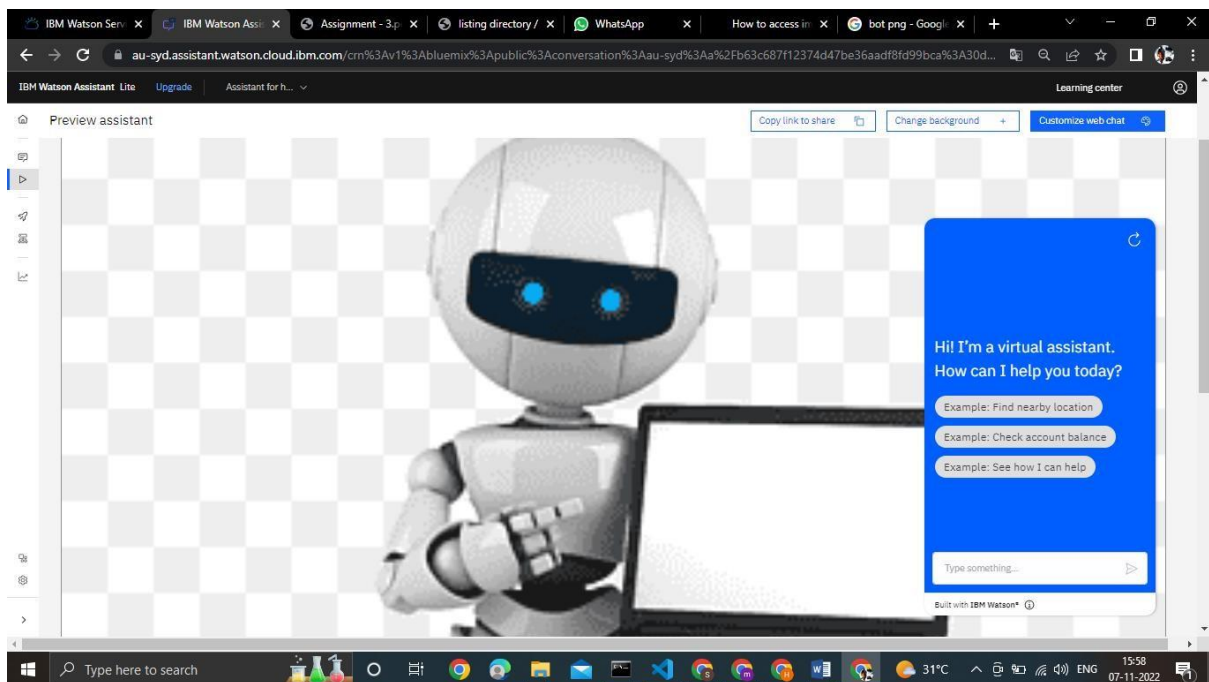 IBM Watson Serv
IBM Watson Assis
Assignment - 3.p
listing directory /
WhatsApp
How to access in
bot png - Google
au-syd.assistant.watson.cloud.ibm.com/crn%3Av1%3Abluemix%3Apublic%3Aconversation%3Aau-syd%3Aa%2Fb63c687f12374d47be36aadf8fd99bca%3A30d...
IBM Watson Assistant Lite Upgrade Assistant for h... Learning center
Preview assistant Copy link to share Change background + Customize web chat
Hi! I'm a virtual assistant.
How can I help you today?
Example: Find nearby location
Example: Check account balance
Example: See how I can help
Type something...
Built with IBM Watson®
Type here to search 31°C ENG 15:58
07-11-2022